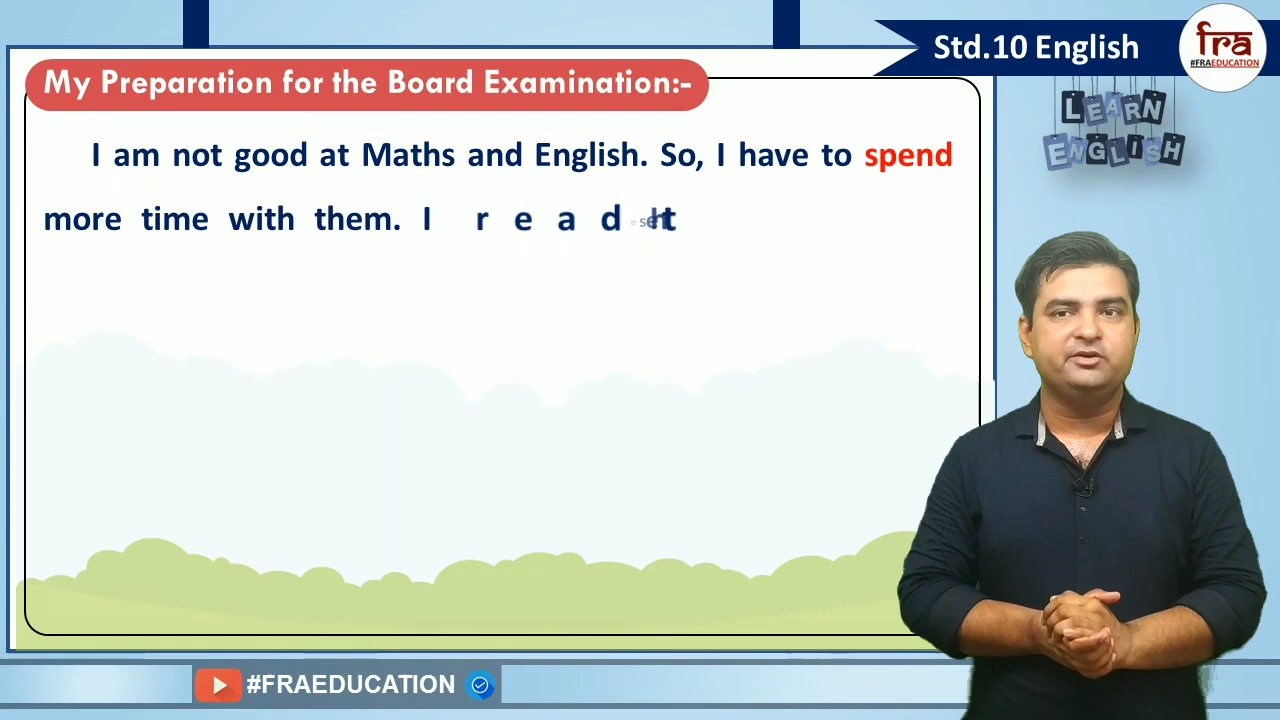 Std.10 English
fra
#FRAEDUCATION
My Preparation for the Board Examination:-
LEARN
ENGLISH
I am not good at Maths and English. So, I have to spend
more time with them. I read
#FRAEDUCATION